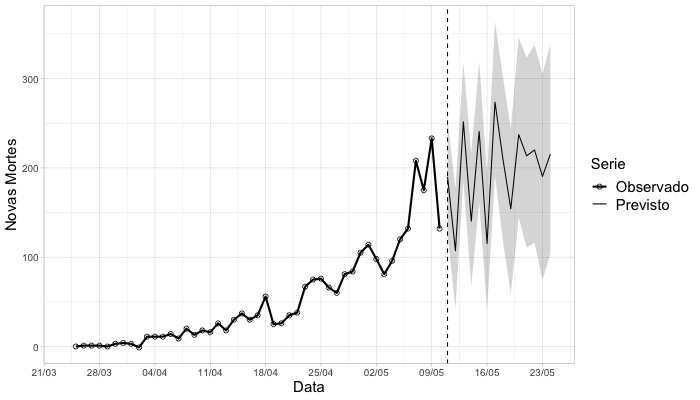 300
200
100
0
Novas Mortes
21/03 28/03 04/04 11/04 18/04 25/04 02/05 09/05 16/05 23/05
Data
Serie
Observado
Previsto